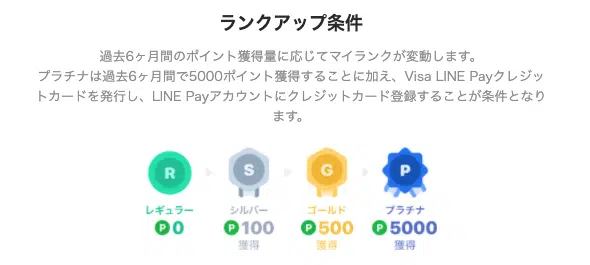 ランクアップ条件
過去6ヶ月間のポイント獲得量に応じてマイランクが変動します。
プラチナは過去6ヶ月間で5000ポイント獲得することに加え、Visa LINE Payクレジッ
トカードを発行し、LINE Payアカウントにクレジットカード登録することが条件となりま
す。
R S G P
レギュラー シルバー ゴールド プラチナ
P 0 P 100 P 500 P 5000
獲得 獲得 獲得